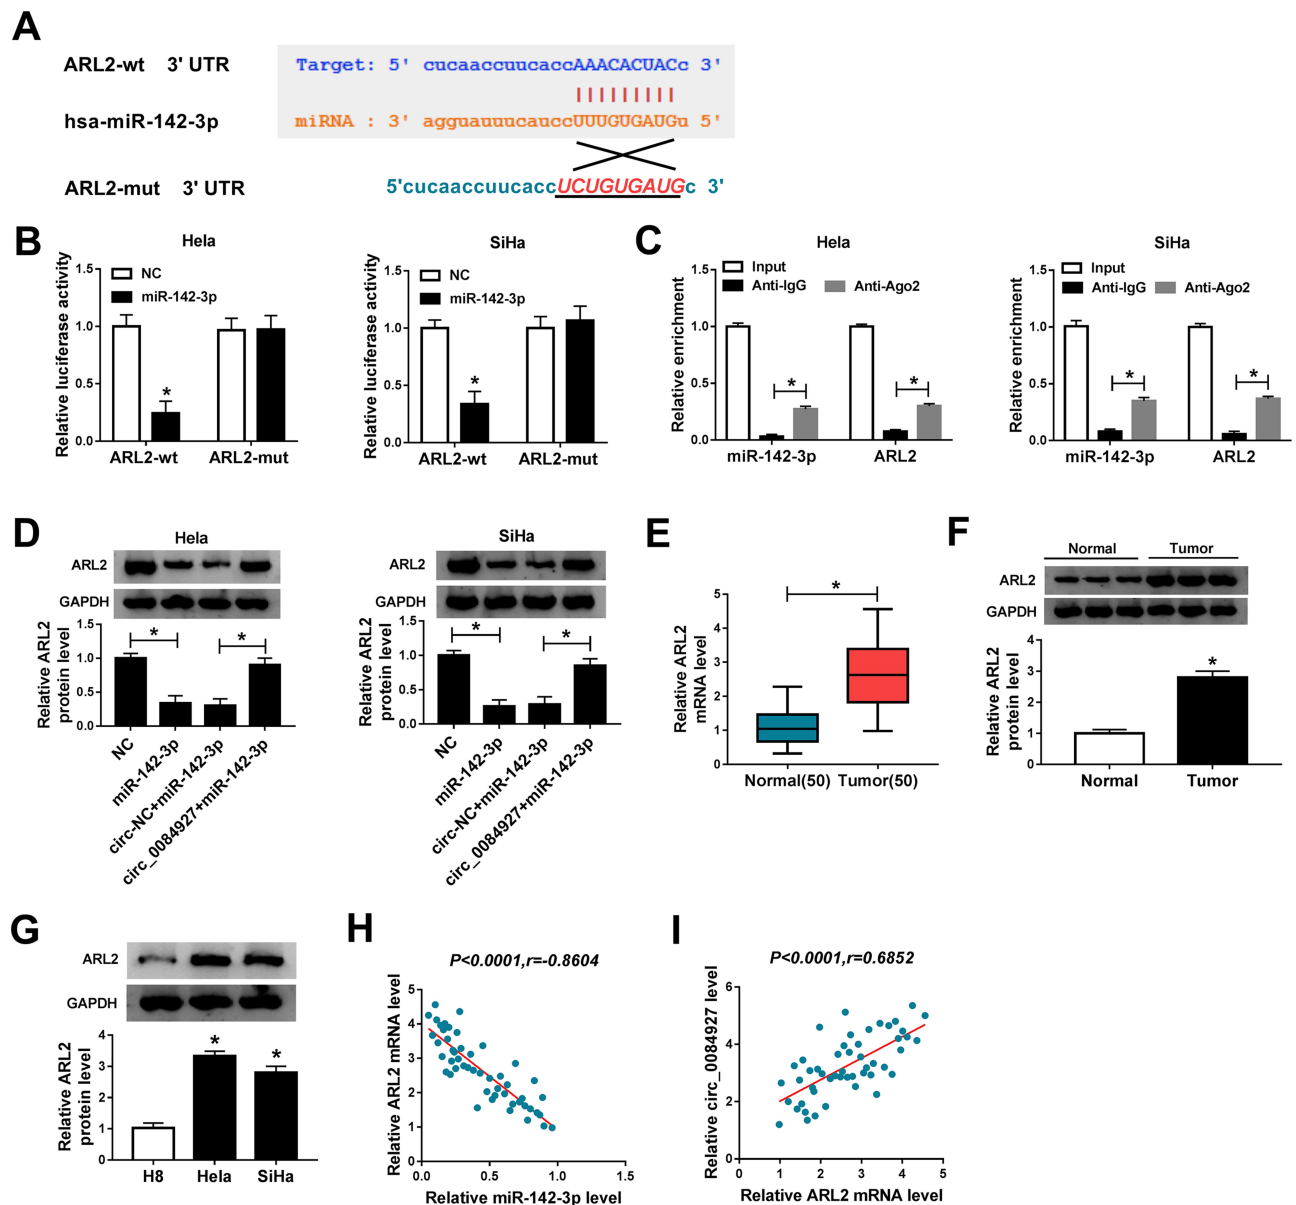 A
ARL2-wt 3' UTR
Target: 5' cucaaccuucaccAAACACUACc 3'
hsa-miR-142-3p
miRNA : 3' agguauuucauccUUUGUGAUGu 5'
ARL2-mut 3' UTR
5'cucaaccuucaccUCUGUGAUGc 3'
B
Hela
Relative luciferase activity
1.5
1.0
0.5
0.0
NC
miR-142-3p
*
ARL2-wt
ARL2-mut
SiHa
Relative luciferase activity
1.5
1.0
0.5
0.0
NC
miR-142-3p
*
ARL2-wt
ARL2-mut
C
Hela
Relative enrichment
1.5
1.0
0.5
0.0
Input
Anti-IgG
Anti-Ago2
*
*
miR-142-3p
ARL2
SiHa
Relative enrichment
1.5
1.0
0.5
0.0
Input
Anti-IgG
Anti-Ago2
*
*
miR-142-3p
ARL2
D
Hela
ARL2
GAPDH
Relative ARL2
protein level
1.5
1.0
0.5
0.0
*
*
NC
miR-142-3p
circ-NC+miR-142-3p
circ_0084927+miR-142-3p
SiHa
ARL2
GAPDH
Relative ARL2
protein level
1.5
1.0
0.5
0.0
*
*
NC
miR-142-3p
circ-NC+miR-142-3p
circ_0084927+miR-142-3p
E
Relative ARL2
mRNA level
5
4
3
2
1
0
*
Normal(50)
Tumor(50)
F
Normal
Tumor
ARL2
GAPDH
Relative ARL2
protein level
4
3
2
1
0
*
Normal
Tumor
G
ARL2
GAPDH
Relative ARL2
protein level
4
3
2
1
0
*
*
H8
Hela
SiHa
H
P<0.0001,r=-0.8604
Relative ARL2 mRNA level
5
4
3
2
1
0
0.0
0.5
1.0
1.5
Relative miR-142-3p level
I
P<0.0001,r=0.6852
Relative circ_0084927 level
6
4
2
0
0
1
2
3
4
5
Relative ARL2 mRNA level